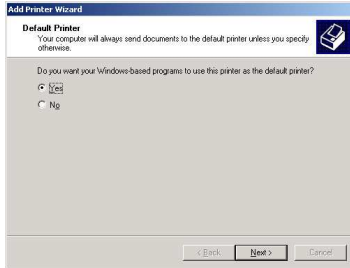 Add Printer Wizard
Default Printer
Your computer will always send documents to the default printer unless you specify
otherwise.
Do you want your Windows-based programs to use this printer as the default printer?
Yes
No
< Back
Next >
Cancel